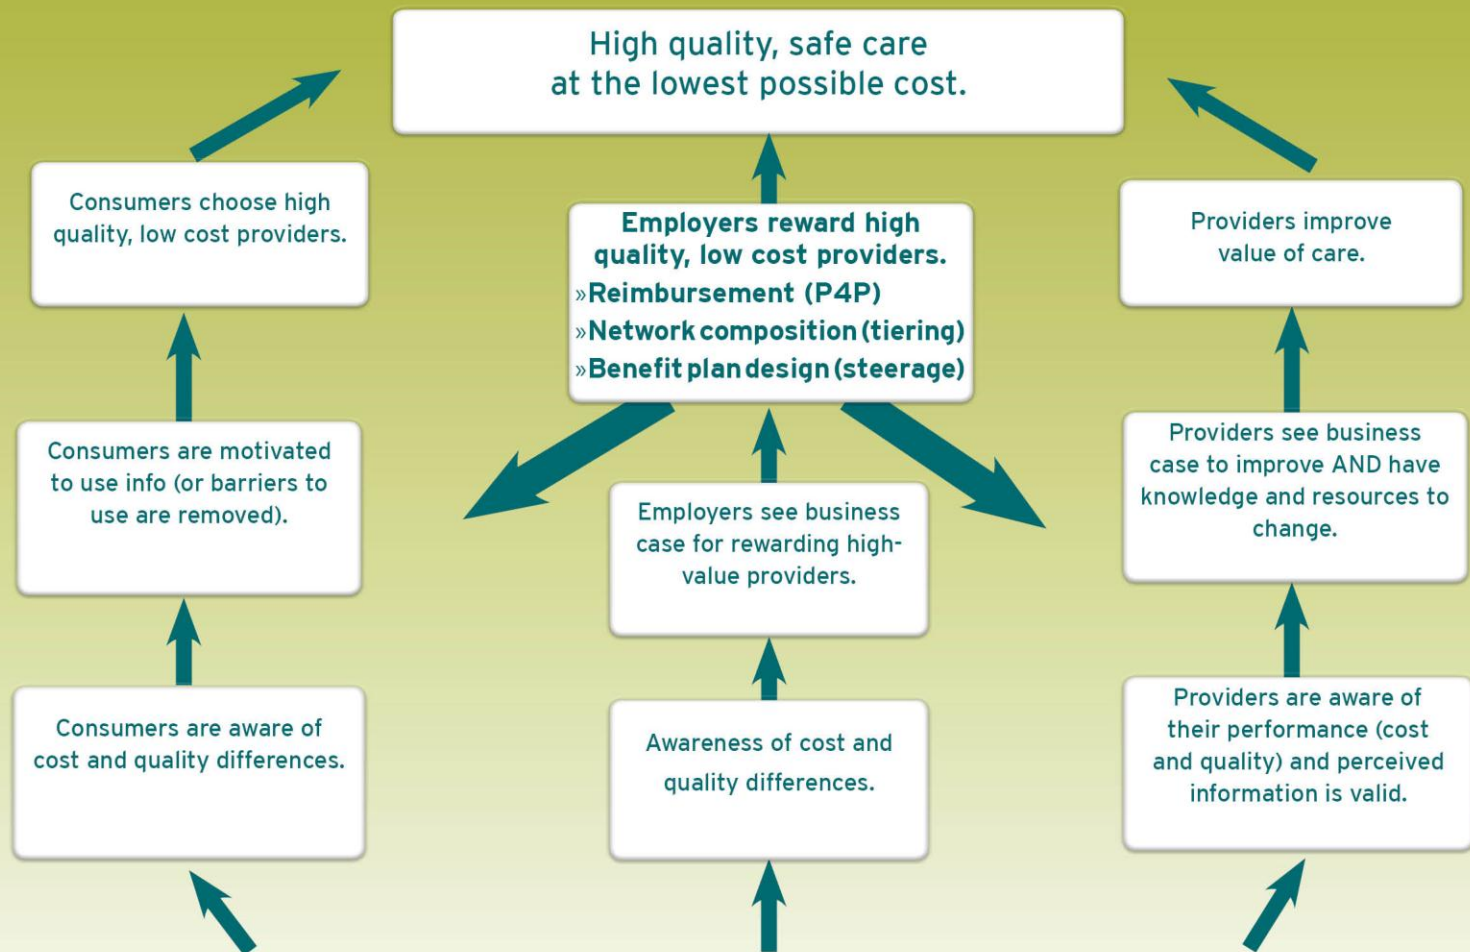 High quality, safe care
at the lowest possible cost.
Consumers choose high
quality, low cost providers.
Employers reward high
quality, low cost providers.
»Reimbursement (P4P)
»Network composition (tiering)
»Benefit plan design (steerage)
Providers improve
value of care.
Consumers are motivated
to use info (or barriers to
use are removed).
Employers see business
case for rewarding high-
value providers.
Providers see business
case to improve AND have
knowledge and resources to
change.
Consumers are aware of
cost and quality differences.
Awareness of cost and
quality differences.
Providers are aware of
their performance (cost
and quality) and perceived
information is valid.